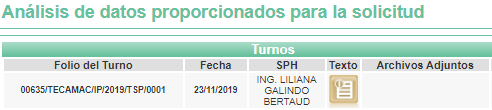 Análisis de datos proporcionados para la solicitud
Turnos
Folio del Turno Fecha SPH Texto Archivos Adjuntos
00635/TECAMAC/IP/2019/TSP/0001 23/11/2019 ING. LILIANA
GALINDO
BERTAUD